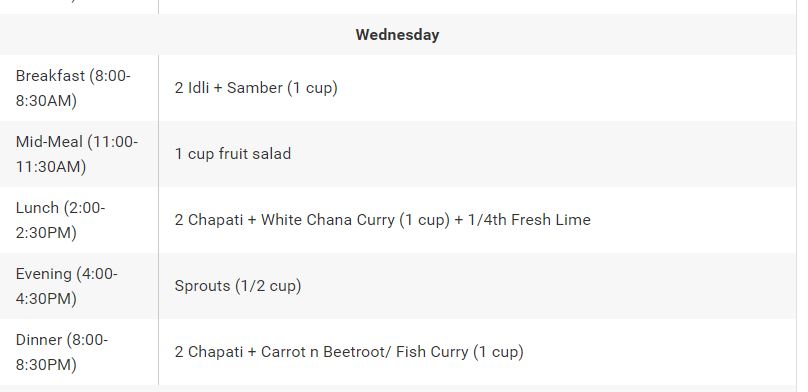 Wednesday
Breakfast (8:00-
8:30AM)
2 Idli + Samber (1 cup)
Mid-Meal (11:00-
11:30AM)
1 cup fruit salad
Lunch (2:00-
2:30PM)
2 Chapati + White Chana Curry (1 cup) + 1/4th Fresh Lime
Evening (4:00-
4:30PM)
Sprouts (1/2 cup)
Dinner (8:00-
8:30PM)
2 Chapati + Carrot n Beetroot/ Fish Curry (1 cup)